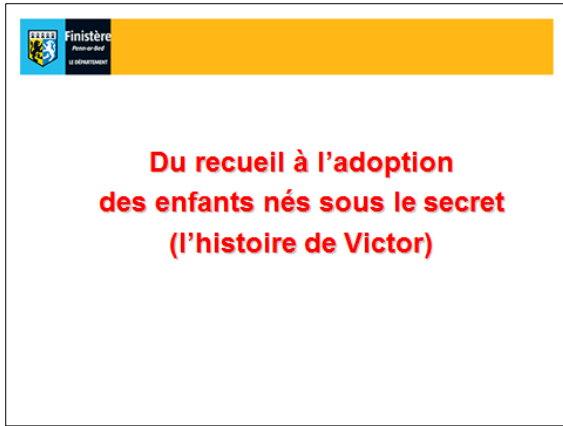 Finistère
Penn-ar-Bed
LE DÉPARTEMENT
Du recueil à l’adoption
des enfants nés sous le secret
(l’histoire de Victor)